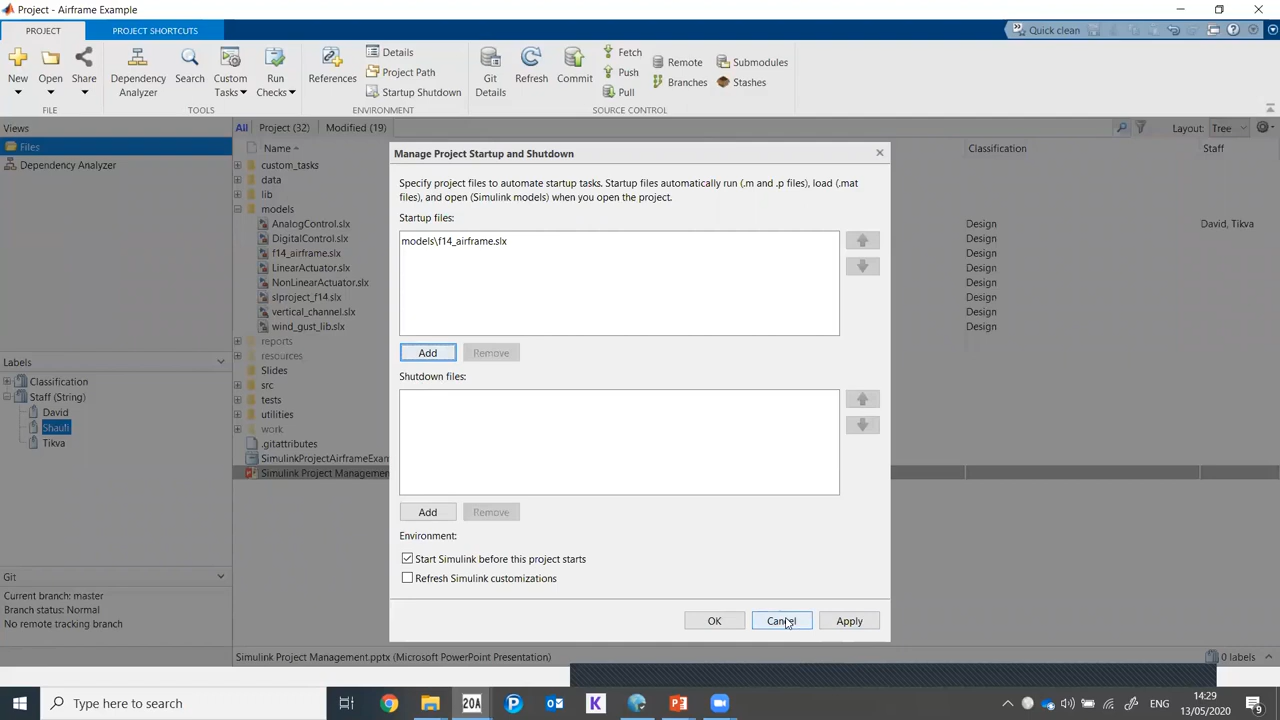 Project - Airframe Example
PROJECT
PROJECT SHORTCUTS
Quick clean
New
Open
Share
Dependency
Analyzer
Search
Custom
Tasks
Run
Checks
References
Details
Project Path
Startup Shutdown
Git
Details
Refresh
Commit
Fetch
Push
Pull
Remote
Branches
Submodules
Stashes
FILE
TOOLS
ENVIRONMENT
SOURCE CONTROL
Views
Files
Dependency Analyzer
All
Project (32)
Modified (19)
Layout:
Tree
Name
Classification
Staff
custom_tasks
data
lib
models
AnalogControl.slx
Design
David, Tikva
DigitalControl.slx
Design
f14_airframe.slx
Design
LinearActuator.slx
Design
NonLinearActuator.slx
Design
slproject_f14.slx
Design
vertical_channel.slx
Design
wind_gust_lib.slx
Design
reports
resources
Slides
src
tests
utilities
work
.gitattributes
SimulinkProjectAirframeExam
Simulink Project Managemen
Labels
Classification
Staff (String)
David
Shauli
Tikva
Git
Current branch: master
Branch status: Normal
No remote tracking branch
Manage Project Startup and Shutdown
Specify project files to automate startup tasks. Startup files automatically run (.m and .p files), load (.mat
files), and open (Simulink models) when you open the project.
Startup files:
models\f14_airframe.slx
Add
Remove
Shutdown files:
Add
Remove
Environment:
Start Simulink before this project starts
Refresh Simulink customizations
OK
Cancel
Apply
Simulink Project Management.pptx (Microsoft PowerPoint Presentation)
0 labels
Type here to search
20A
P
K
ENG
14:29
13/05/2020
9